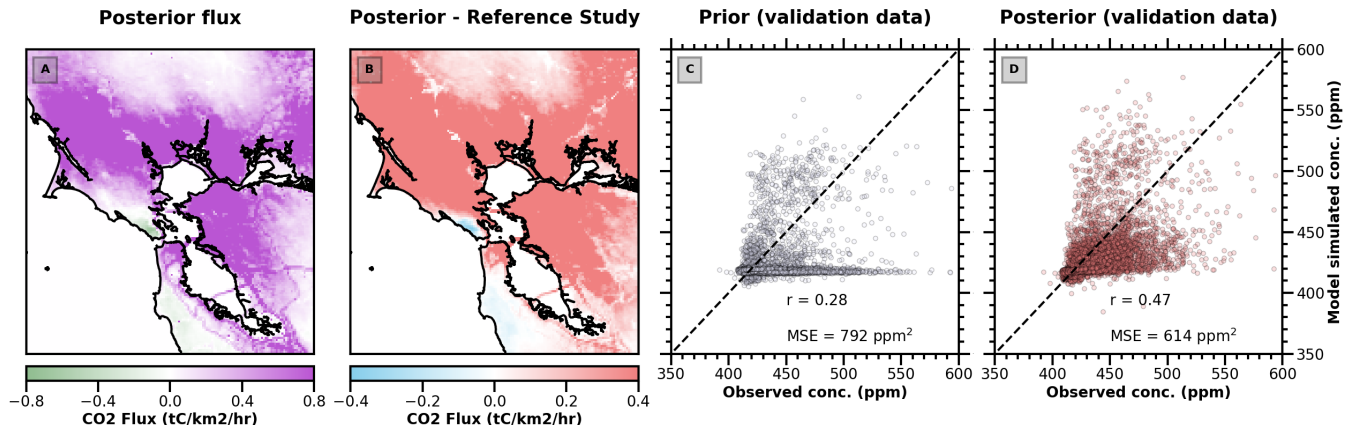 Posterior flux
Posterior - Reference Study
Prior (validation data)
Posterior (validation data)
A
B
C
D
600
550
500
450
400
350
Model simulated conc. (ppm)
r = 0.28
MSE = 792 ppm²
r = 0.47
MSE = 614 ppm²
−0.8 −0.4 0.0 0.4 0.8
CO2 Flux (tC/km2/hr)
−0.4 −0.2 0.0 0.2 0.4
CO2 Flux (tC/km2/hr)
350 400 450 500 550 600
Observed conc. (ppm)
350 400 450 500 550 600
Observed conc. (ppm)